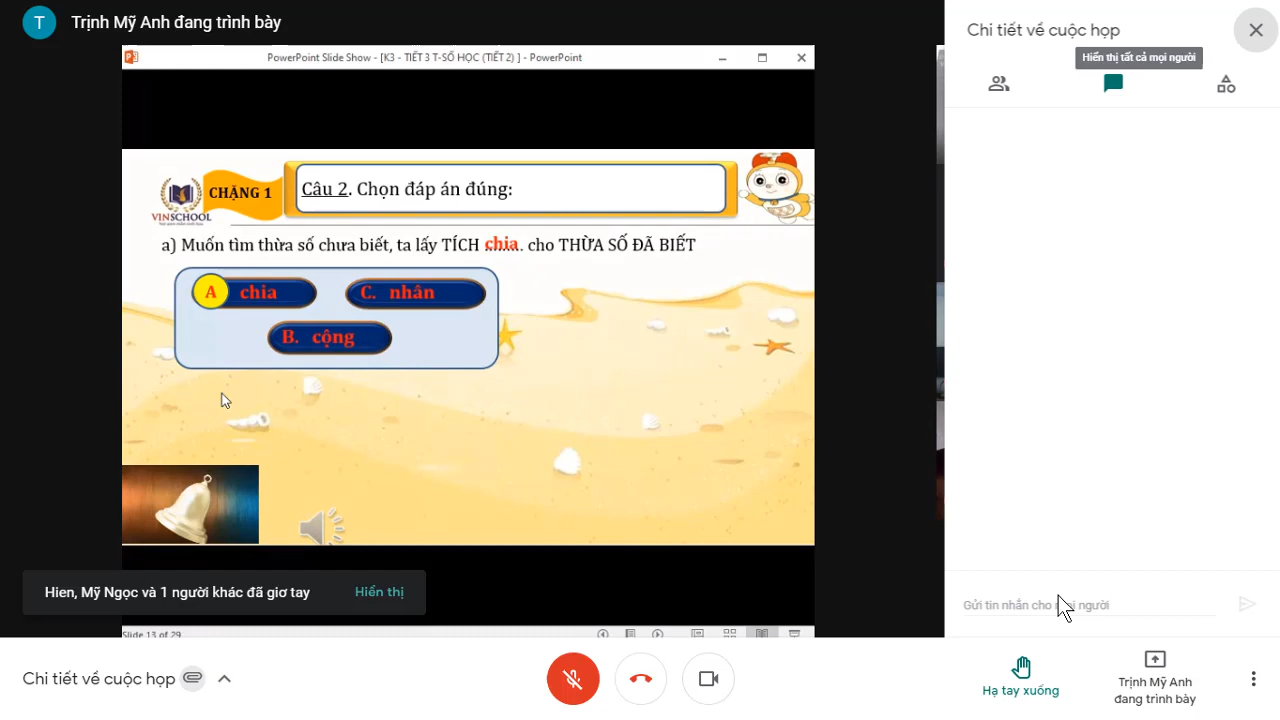 T Trịnh Mỹ Anh đang trình bày
PowerPoint Slide Show - [K3 - TIẾT 3 T-SỐ HỌC (TIẾT 2) ] - PowerPoint
VINSCHOOL
CHẶNG 1
Câu 2. Chọn đáp án đúng:
a) Muốn tìm thừa số chưa biết, ta lấy TÍCH chia cho THỪA SỐ ĐÃ BIẾT
A chia
C. nhân
B. cộng
Hien, Mỹ Ngọc và 1 người khác đã giơ tay Hiển thị
Slide 13 of 29
Chi tiết về cuộc họp
Hiển thị tất cả mọi người
Gửi tin nhắn cho mọi người
Chi tiết về cuộc họp
Hạ tay xuống
Trịnh Mỹ Anh
đang trình bày